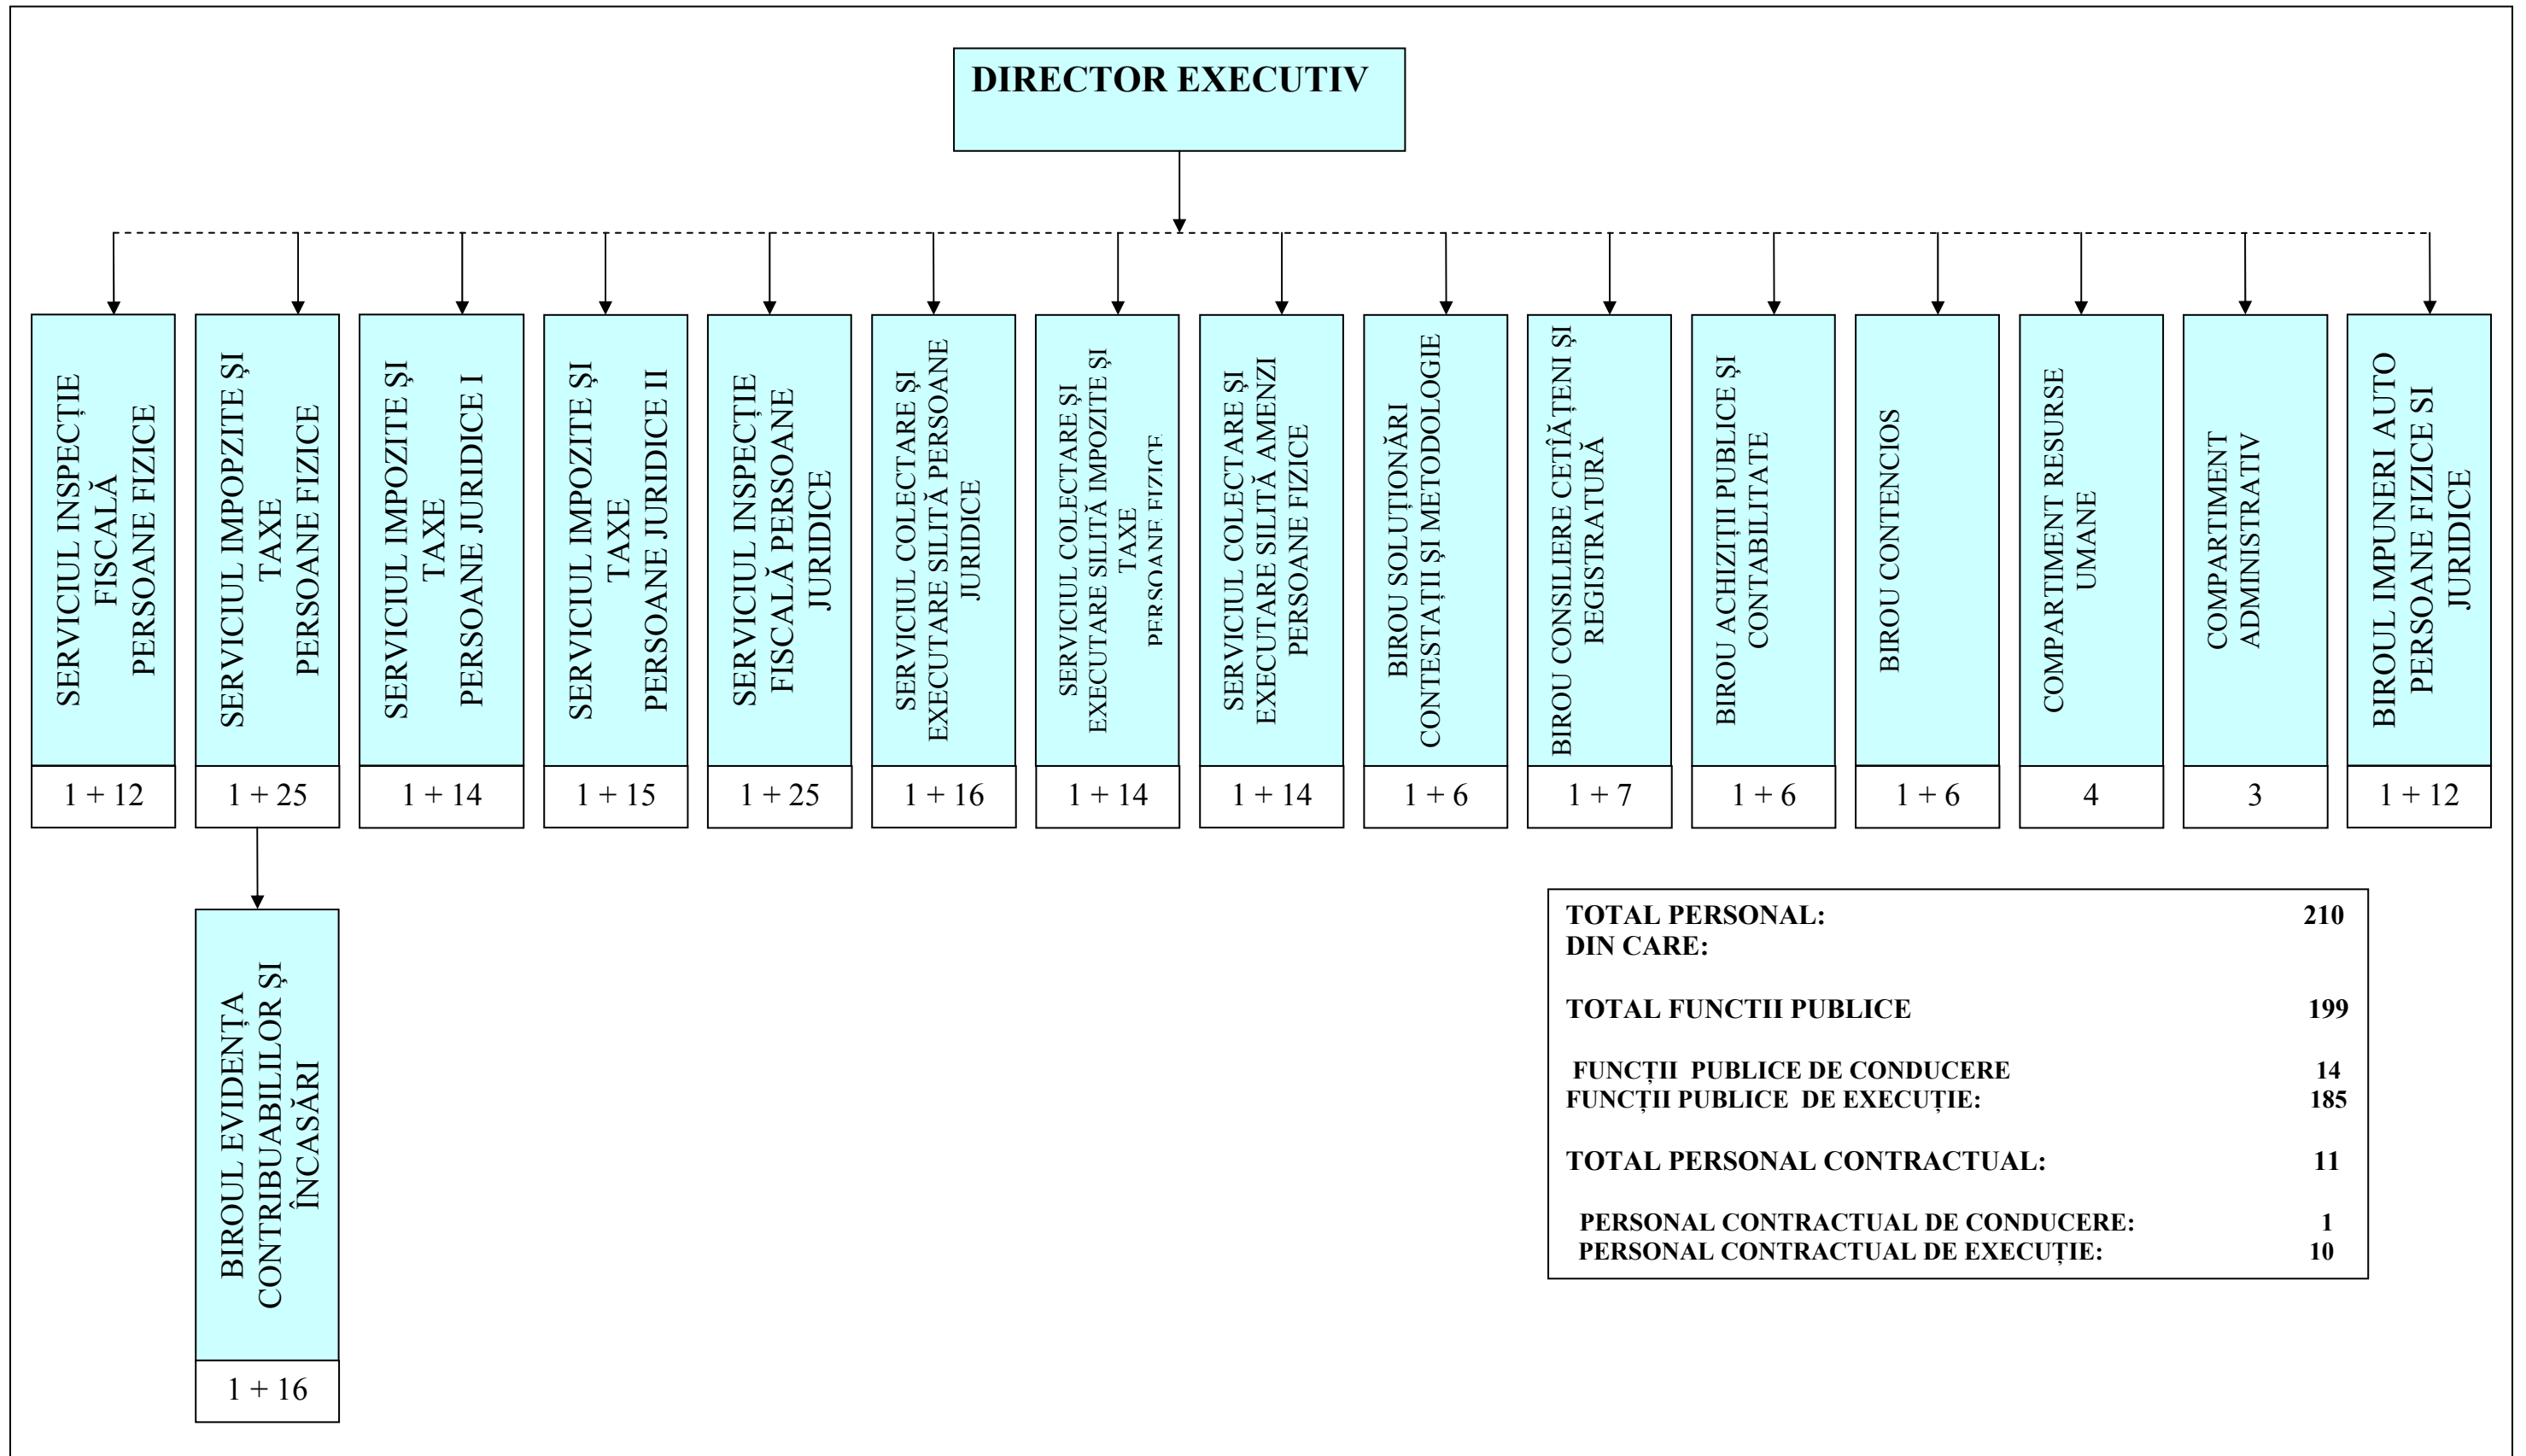 DIRECTOR EXECUTIV
SERVICIUL INSPECȚIE
FISCALĂ
PERSOANE FIZICE
1 + 12
SERVICIUL IMPOPZITE ȘI
TAXE
PERSOANE FIZICE
1 + 25
SERVICIUL IMPOZITE ȘI
TAXE
PERSOANE JURIDICE I
1 + 14
SERVICIUL IMPOZITE ȘI
TAXE
PERSOANE JURIDICE II
1 + 15
SERVICIUL INSPECȚIE
FISCALĂ PERSOANE
JURIDICE
1 + 25
SERVICIUL COLECTARE ȘI
EXECUTARE SILITĂ PERSOANE
JURIDICE
1 + 16
SERVICIUL COLECTARE ȘI
EXECUTARE SILITĂ IMPOZITE ȘI
TAXE
PERSOANE FIZICE
1 + 14
SERVICIUL COLECTARE ȘI
EXECUTARE SILITĂ AMENZI
PERSOANE FIZICE
1 + 14
BIROU SOLUȚIONĂRI
CONTESTAȚII ȘI METODOLOGIE
1 + 6
BIROU CONSILIERE CETÎĂȚENI ȘI
REGISTRATURĂ
1 + 7
BIROU ACHIZIȚII PUBLICE ȘI
CONTABILITATE
1 + 6
BIROU CONTENCIOS
1 + 6
COMPARTIMENT RESURSE
UMANE
4
COMPARTIMENT
ADMINISTRATIV
3
BIROUL IMPUNERI AUTO
PERSOANE FIZICE SI
JURIDICE
1 + 12
BIROUL EVIDENȚA
CONTRIBUABILILOR ȘI
ÎNCASĂRI
1 + 16
TOTAL PERSONAL: 210
DIN CARE:
TOTAL FUNCTII PUBLICE 199
FUNCȚII PUBLICE DE CONDUCERE 14
FUNCȚII PUBLICE DE EXECUȚIE: 185
TOTAL PERSONAL CONTRACTUAL: 11
PERSONAL CONTRACTUAL DE CONDUCERE: 1
PERSONAL CONTRACTUAL DE EXECUȚIE: 10